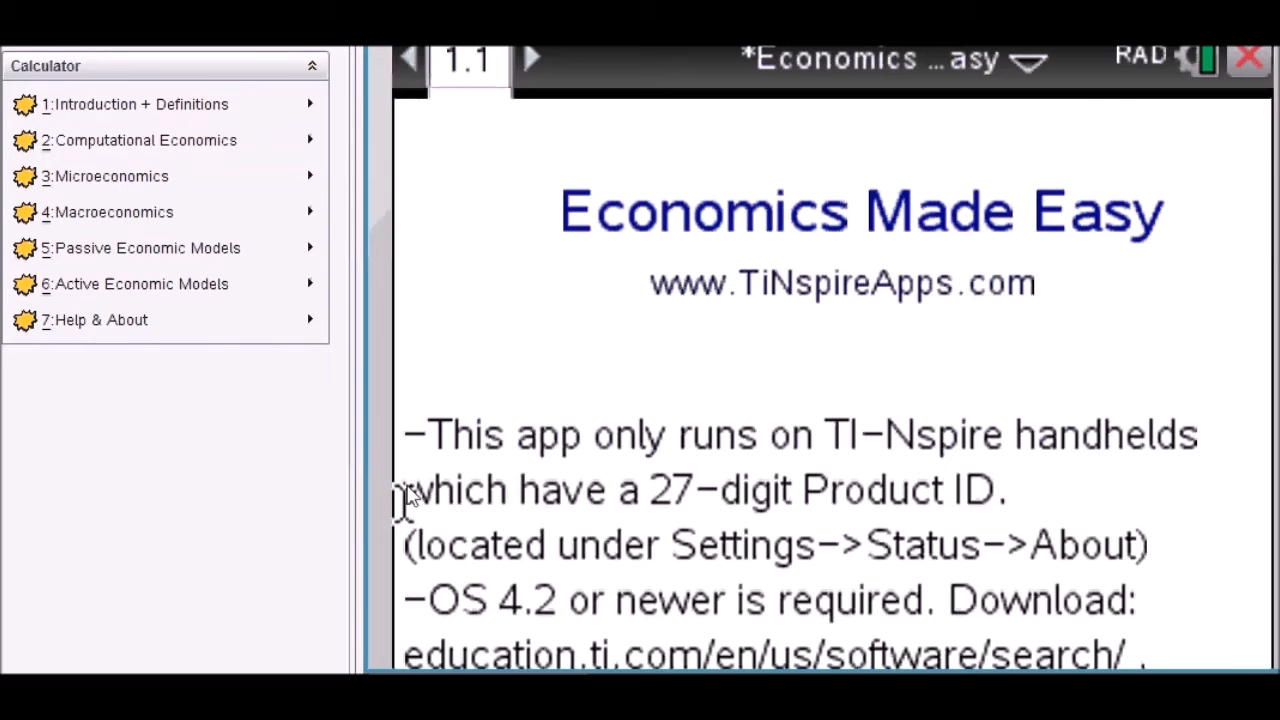 Calculator
1:Introduction + Definitions
2:Computational Economics
3:Microeconomics
4:Macroeconomics
5:Passive Economic Models
6:Active Economic Models
7:Help & About
1.1
*Economics ...asy
RAD
Economics Made Easy
www.TiNspireApps.com
-This app only runs on TI-Nspire handhelds
which have a 27-digit Product ID.
(located under Settings->Status->About)
-OS 4.2 or newer is required. Download:
education.ti.com/en/us/software/search/ .